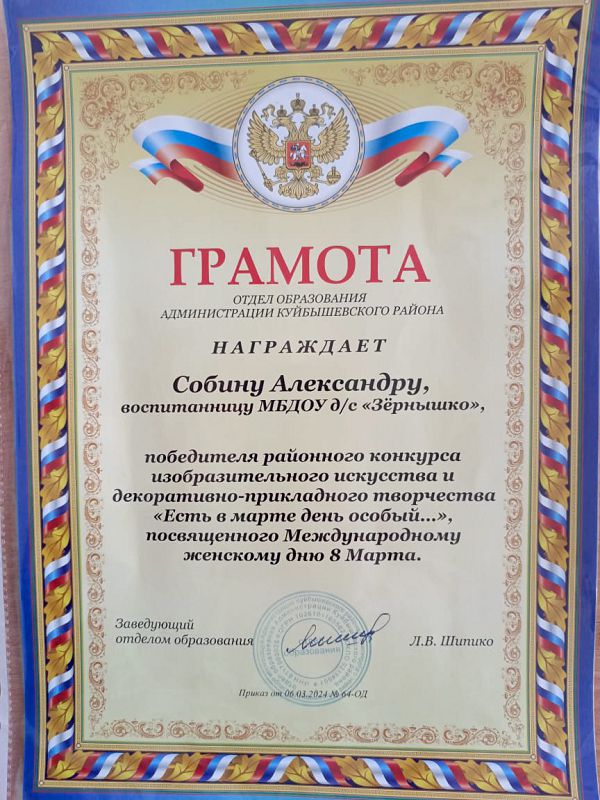 ГРАМОТА
ОТДЕЛ ОБРАЗОВАНИЯ
АДМИНИСТРАЦИИ КУЙБЫШЕВСКОГО РАЙОНА
НАГРАЖДАЕТ
Собину Александру,
воспитанницу МБДОУ д/с «Зёрнышко»,
победителя районного конкурса
изобразительного искусства и
декоративно-прикладного творчества
«Есть в марте день особый...»,
посвященного Международному
женскому дню 8 Марта.
Заведующий
отделом образования
Л.В. Шипико
образования
Приказ от 06.03.2024 № 64-ОД